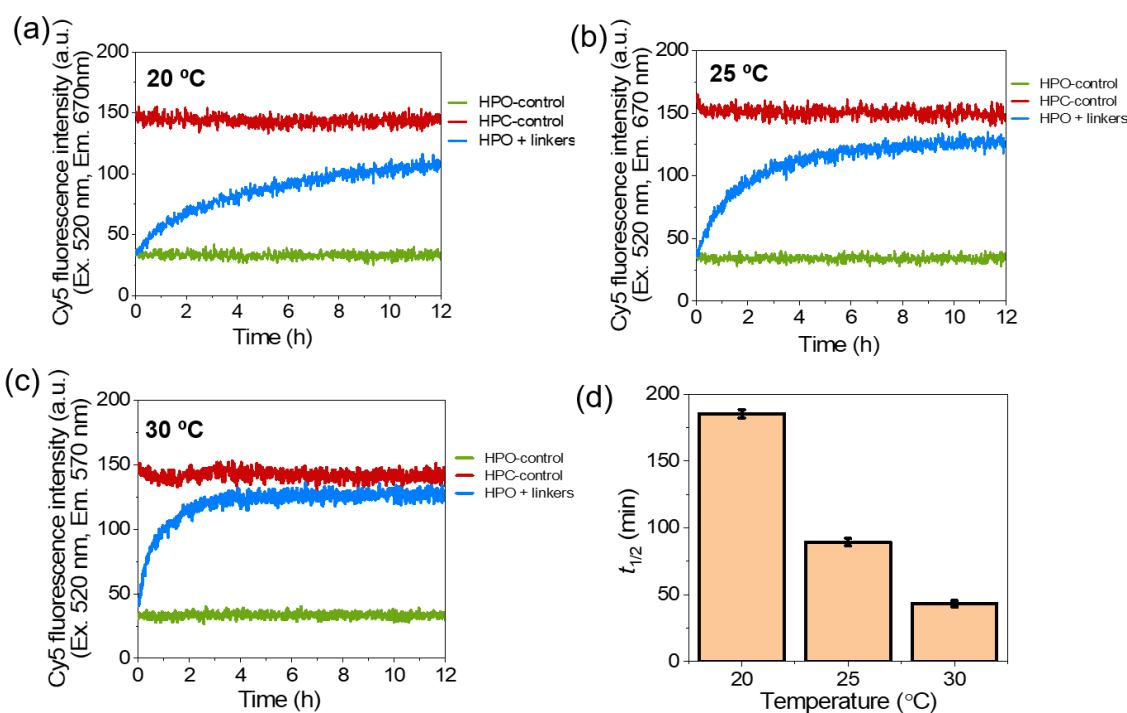 (a)
Cy5 fluorescence intensity (a.u.)
(Ex. 520 nm, Em. 670nm)
200
150
100
50
0
20 ºC
HPO-control
HPC-control
HPO + linkers
0 2 4 6 8 10 12
Time (h)
(b)
Cy5 fluorescence intensity (a.u.)
(Ex. 520 nm, Em. 670 nm)
200
150
100
50
0
25 ºC
HPO-control
HPC-control
HPO + linkers
0 2 4 6 8 10 12
Time (h)
(c)
Cy5 fluorescence intensity (a.u.)
(Ex. 520 nm, Em. 570 nm)
200
150
100
50
0
30 ºC
HPO-control
HPC-control
HPO + linkers
0 2 4 6 8 10 12
Time (h)
(d)
t1/2 (min)
200
150
100
50
0
20 25 30
Temperature (°C)